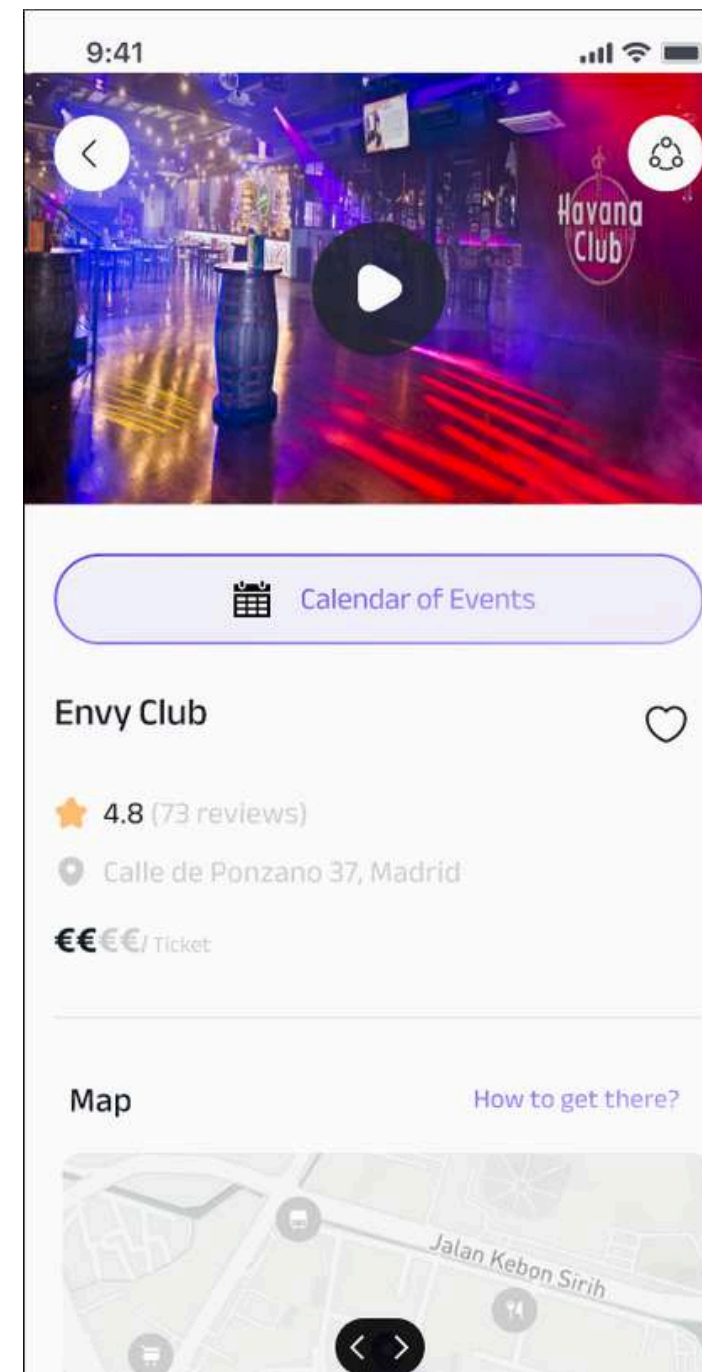 9:41
Havana
Club
Calendar of Events
Envy Club
4.8 (73 reviews)
Calle de Ponzano 37, Madrid
€€€€/ Ticket
Map
How to get there?
Jalan Kebon Sirih